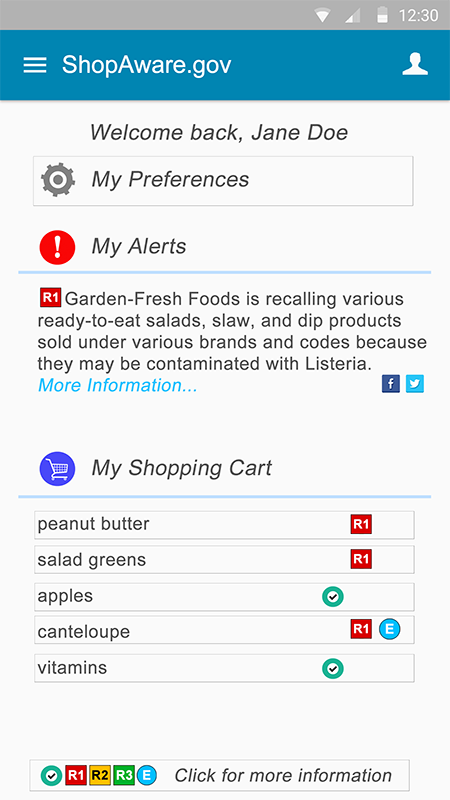 12:30
ShopAware.gov
Welcome back, Jane Doe
My Preferences
! My Alerts
R1 Garden-Fresh Foods is recalling various
ready-to-eat salads, slaw, and dip products
sold under various brands and codes because
they may be contaminated with Listeria.
More Information...
My Shopping Cart
peanut butter R1
salad greens R1
apples
canteloupe R1 E
vitamins
R1 R2 R3 E Click for more information